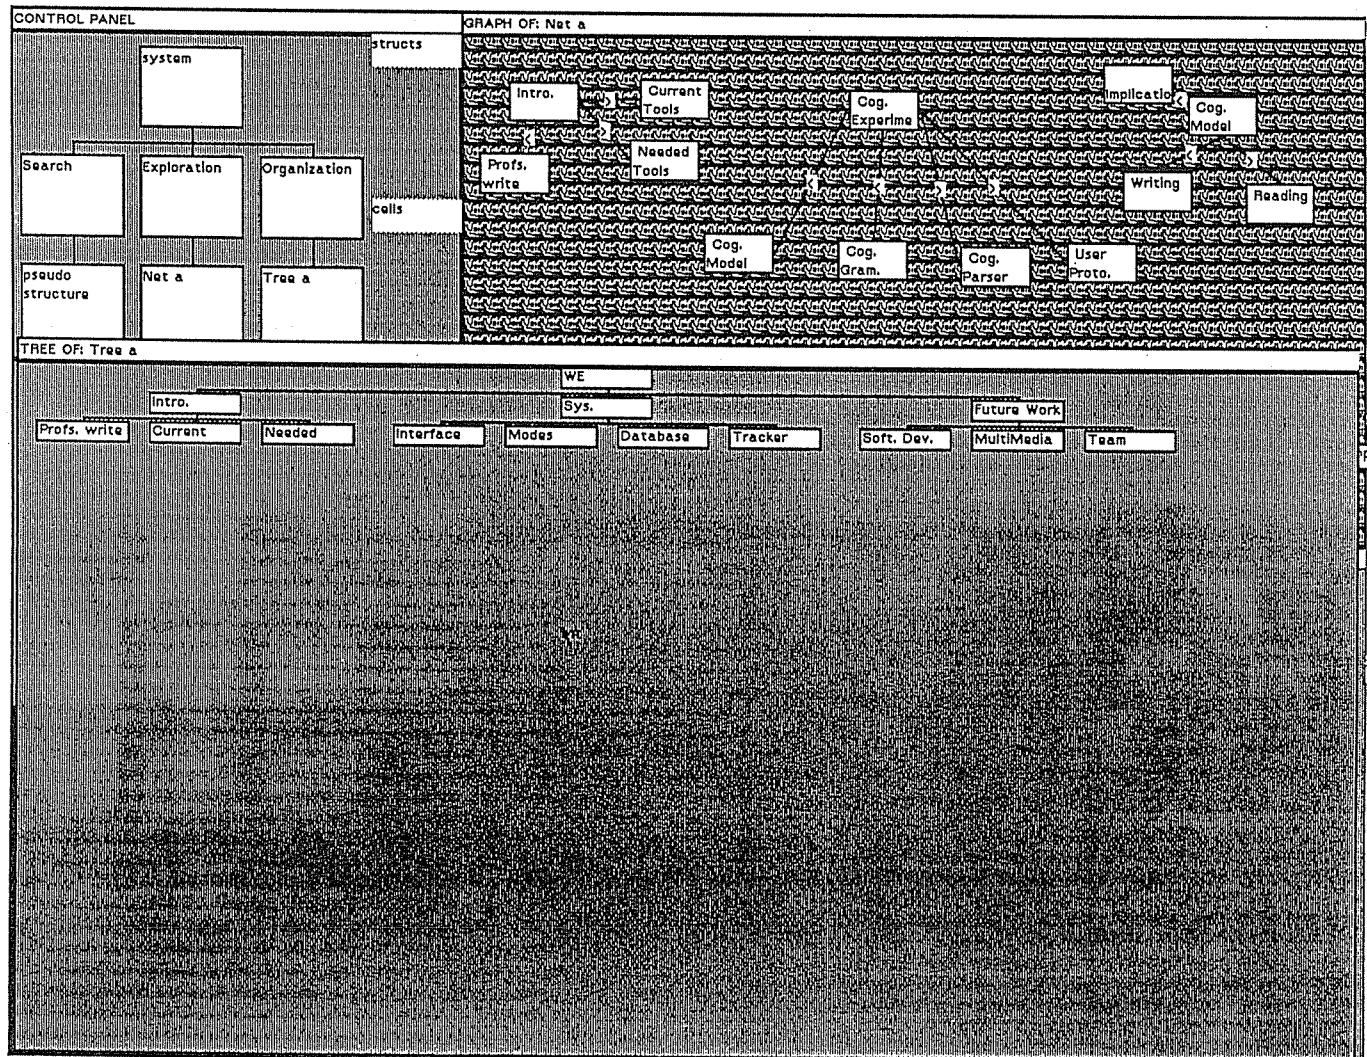 CONTROL PANEL
system
structs
Search
Exploration
Organization
cells
pseudo
structure
Net a
Tree a
GRAPH OF: Net a
Intro.
Current
Tools
Profs.
write
Needed
Tools
Cog.
Experime
Implicatio
Cog.
Model
Writing
Reading
Cog.
Model
Cog.
Gram.
Cog.
Parser
User
Proto.
TREE OF: Tree a
WE
Intro.
Sys.
Future Work
Profs. write
Current
Needed
Interface
Modes
Database
Tracker
Soft. Dev.
MultiMedia
Team